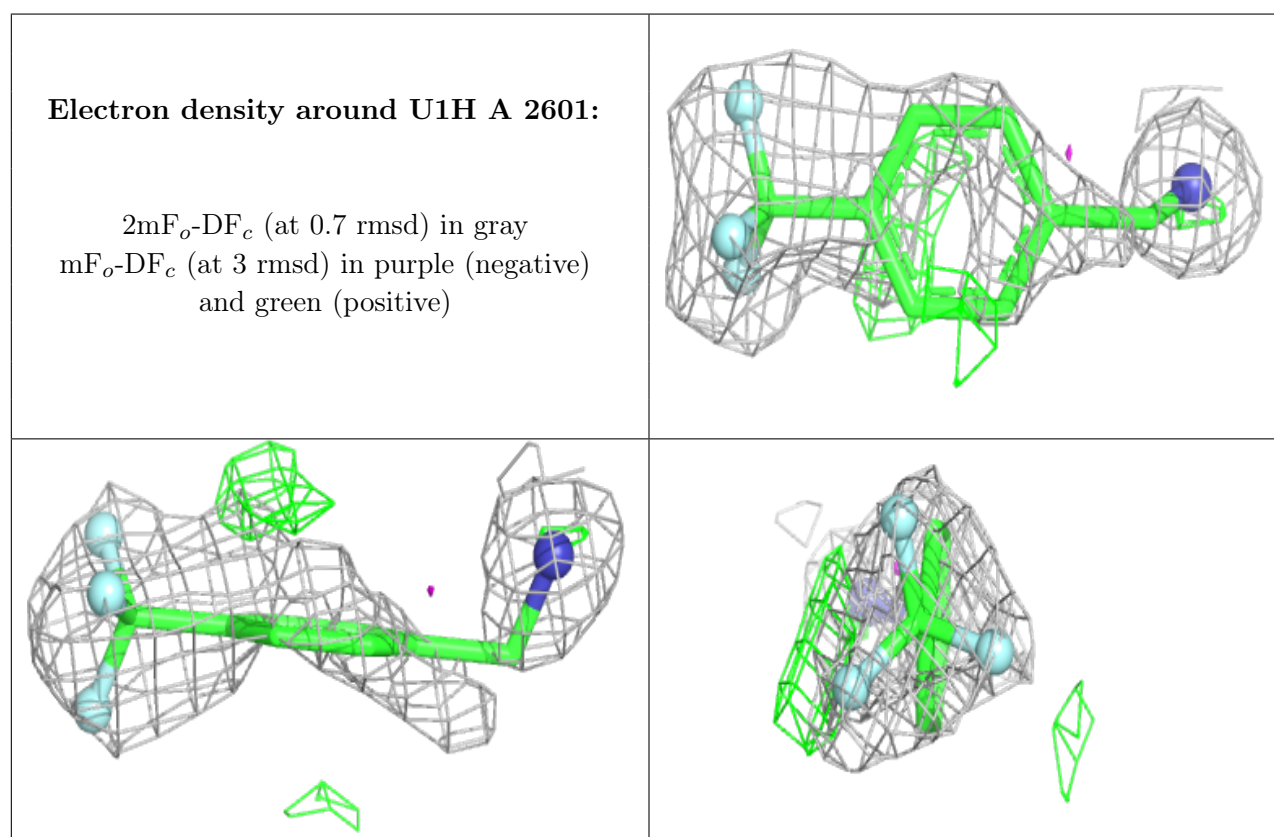 Electron density around U1H A 2601:
2mFo-DFc (at 0.7 rmsd) in gray
mFo-DFc (at 3 rmsd) in purple (negative)
and green (positive)